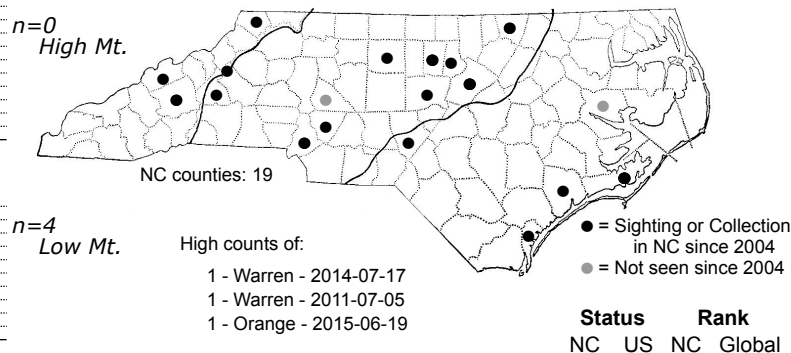 n=0
High Mt.
NC counties: 19
n=4
Low Mt.
High counts of:
1 - Warren - 2014-07-17
1 - Warren - 2011-07-05
1 - Orange - 2015-06-19
● = Sighting or Collection
in NC since 2004
● = Not seen since 2004
Status Rank
NC US NC Global